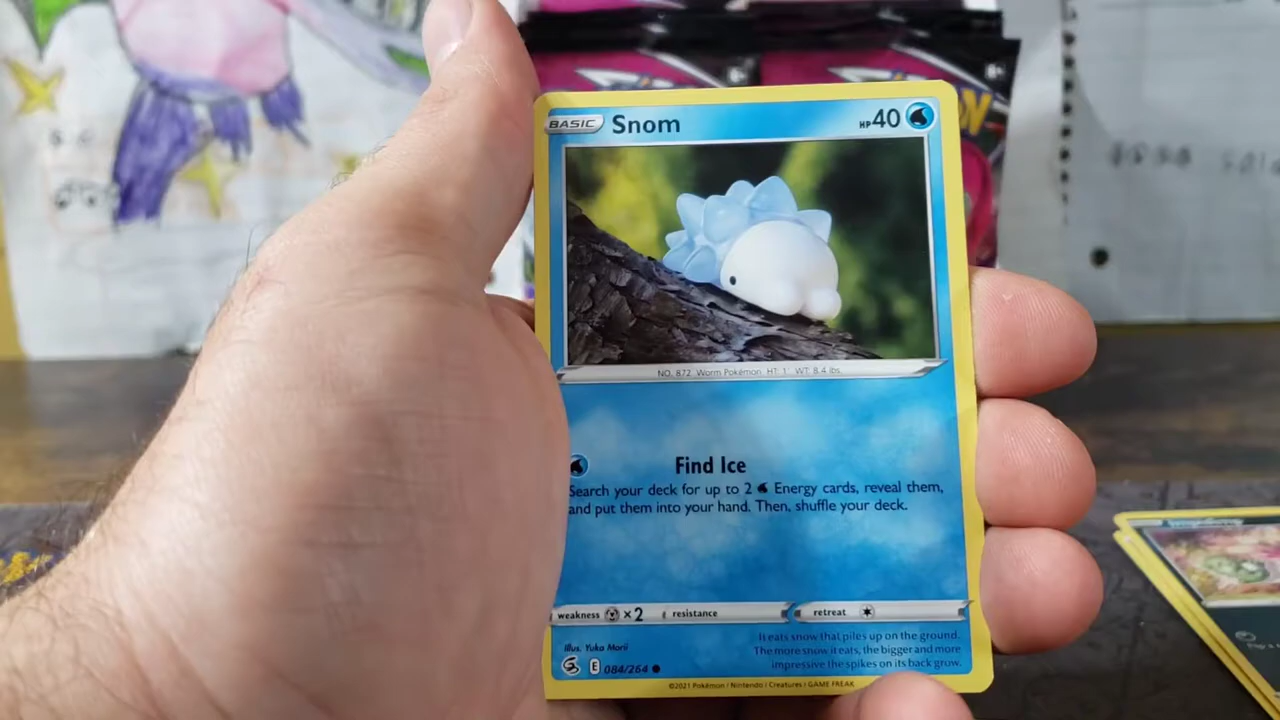 BASIC Snom HP 40
NO. 872 Worm Pokémon HT: 1' WT: 8.4 lbs.
Find Ice
Search your deck for up to 2 Energy cards, reveal them,
and put them into your hand. Then, shuffle your deck.
weakness ×2 resistance retreat
Illus. Yuka Morii
It eats snow that piles up on the ground.
The more snow it eats, the bigger and more
impressive the spikes on its back grow.
E 084/264
©2021 Pokémon / Nintendo / Creatures / GAME FREAK